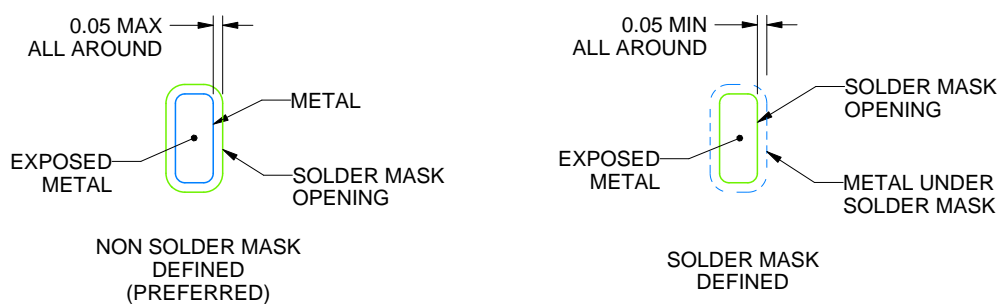 0.05 MAX
ALL AROUND
METAL
EXPOSED
METAL
SOLDER MASK
OPENING
NON SOLDER MASK
DEFINED
(PREFERRED)
0.05 MIN
ALL AROUND
SOLDER MASK
OPENING
EXPOSED
METAL
METAL UNDER
SOLDER MASK
SOLDER MASK
DEFINED